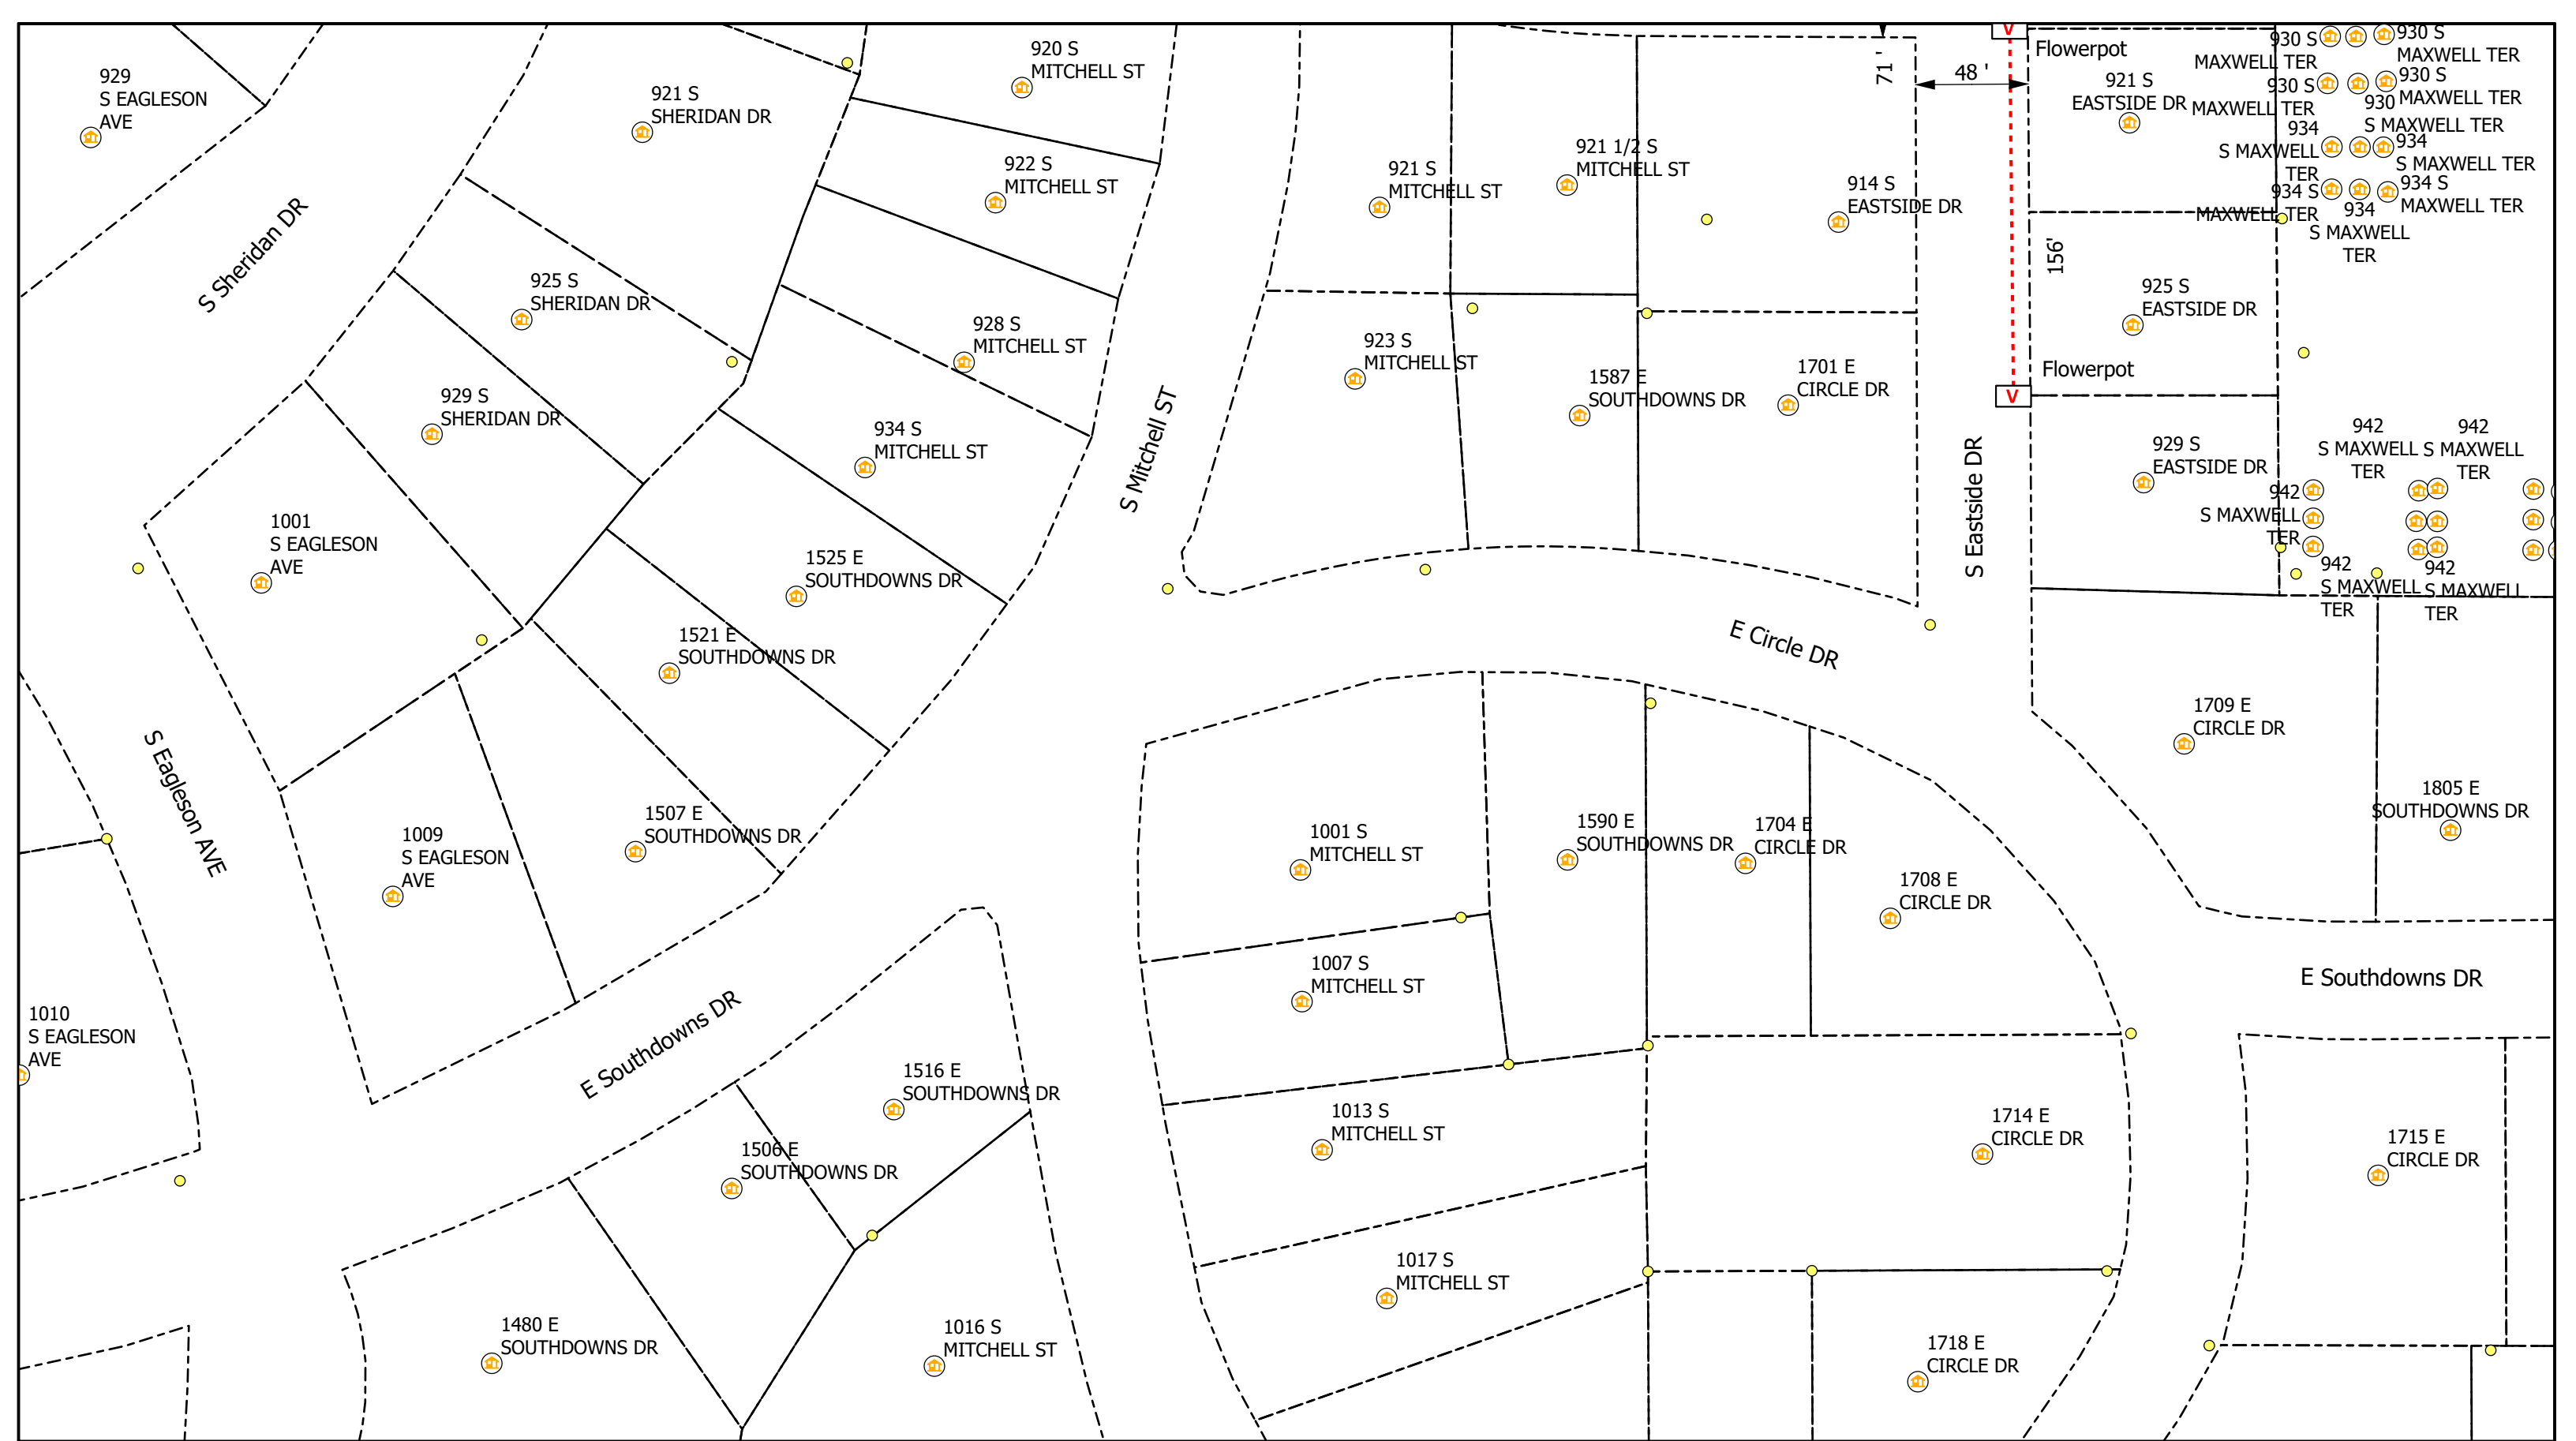 929
S EAGLESON
AVE
921 S
SHERIDAN DR
920 S
MITCHELL ST
922 S
MITCHELL ST
921 S
MITCHELL ST
921 1/2 S
MITCHELL ST
914 S
EASTSIDE DR
71 '
48 '
V
Flowerpot
921 S
EASTSIDE DR
930 S
MAXWELL TER
930 S
MAXWELL TER
930 S
MAXWELL TER
930 S
MAXWELL TER
930
S MAXWELL TER
934
S MAXWELL
TER
934
S MAXWELL TER
934 S
MAXWELL TER
934 S
MAXWELL TER
934
S MAXWELL
TER
S Sheridan DR
925 S
SHERIDAN DR
928 S
MITCHELL ST
923 S
MITCHELL ST
1587 E
SOUTHDOWNS DR
1701 E
CIRCLE DR
156'
925 S
EASTSIDE DR
Flowerpot
V
929 S
SHERIDAN DR
934 S
MITCHELL ST
S Mitchell ST
S Eastside DR
929 S
EASTSIDE DR
942
S MAXWELL
TER
942
S MAXWELL
TER
942
S MAXWELL
TER
942
S MAXWELL
TER
942
S MAXWELL
TER
1001
S EAGLESON
AVE
1525 E
SOUTHDOWNS DR
1521 E
SOUTHDOWNS DR
E Circle DR
1709 E
CIRCLE DR
S Eagleson AVE
1009
S EAGLESON
AVE
1507 E
SOUTHDOWNS DR
1001 S
MITCHELL ST
1590 E
SOUTHDOWNS DR
1704 E
CIRCLE DR
1708 E
CIRCLE DR
1805 E
SOUTHDOWNS DR
E Southdowns DR
1007 S
MITCHELL ST
1010
S EAGLESON
AVE
E Southdowns DR
1516 E
SOUTHDOWNS DR
1506 E
SOUTHDOWNS DR
1013 S
MITCHELL ST
1714 E
CIRCLE DR
1715 E
CIRCLE DR
1017 S
MITCHELL ST
1480 E
SOUTHDOWNS DR
1016 S
MITCHELL ST
1718 E
CIRCLE DR